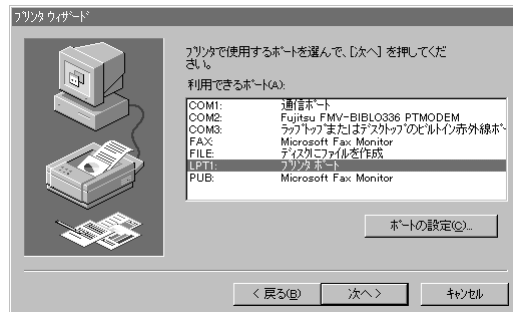 ﾌﾟﾘﾝﾀ ｳｨｻﾞｰﾄﾞ
ﾌﾟﾘﾝﾀで使用するﾎﾟｰﾄを選んで、[次へ] を押してくだ
さい。
利用できるﾎﾟｰﾄ(A):
COM1: 通信ﾎﾟｰﾄ
COM2: Fujitsu FMV-BIBLO336 PTMODEM
COM3: ﾗｯﾌﾟﾄｯﾌﾟまたはﾃﾞｽｸﾄｯﾌﾟのﾋﾞﾙﾄｲﾝ赤外線ﾎﾟｰ
FAX: Microsoft Fax Monitor
FILE: ﾃﾞｨｽｸにﾌｧｲﾙを作成
LPT1: ﾌﾟﾘﾝﾀ ﾎﾟｰﾄ
PUB: Microsoft Fax Monitor
ﾎﾟｰﾄの設定(C)...
< 戻る(B)
次へ >
ｷｬﾝｾﾙ